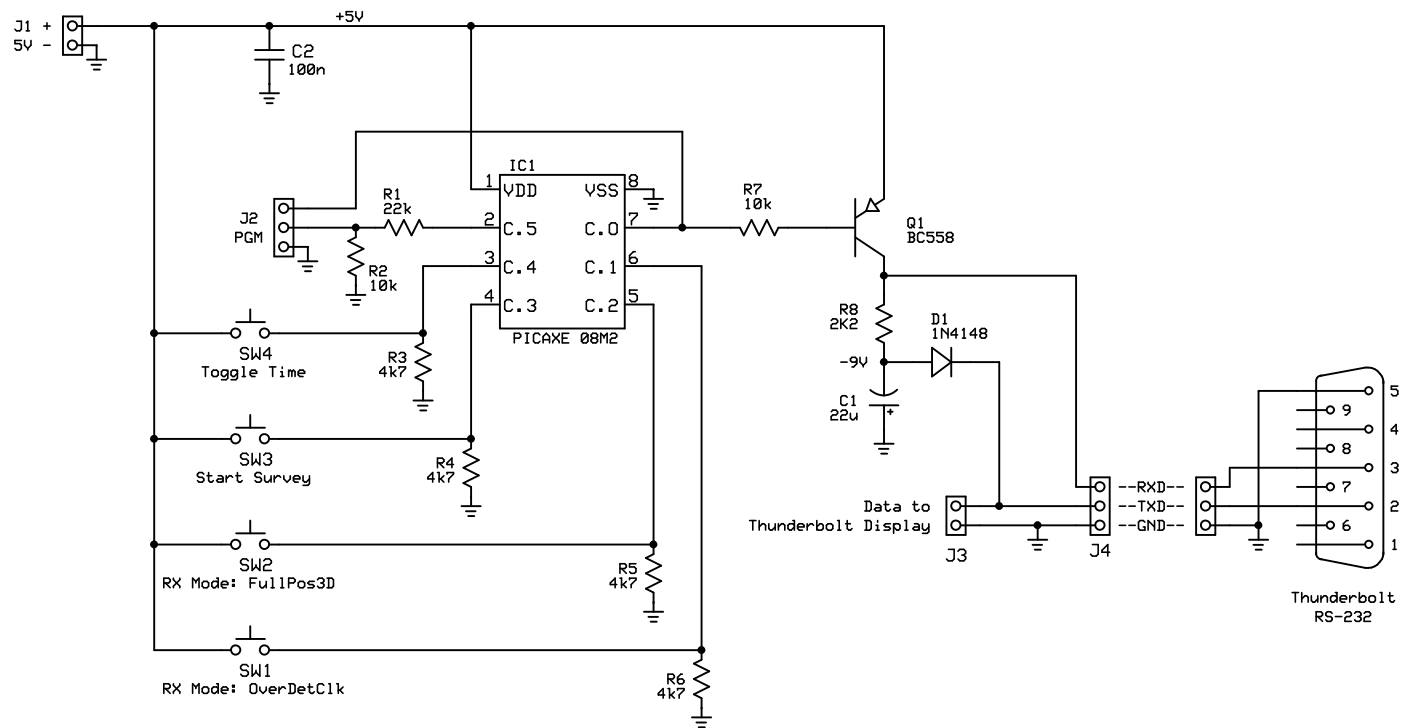 J1 +
5V -
+5V
C2
100n
IC1
1 VDD
VSS 8
2 C.5
C.0 7
3 C.4
C.1 6
4 C.3
C.2 5
PICAXE 08M2
J2
PGM
R1
22k
R2
10k
R7
10k
Q1
BC558
R8
2K2
D1
1N4148
-9V
C1
22u
+
SW4
Toggle Time
R3
4k7
SW3
Start Survey
R4
4k7
SW2
RX Mode: FullPos3D
R5
4k7
SW1
RX Mode: OverDetClk
R6
4k7
Data to
Thunderbolt Display
J3
J4
--RXD--
--TXD--
--GND--
5
9
4
8
3
7
2
6
1
Thunderbolt
RS-232